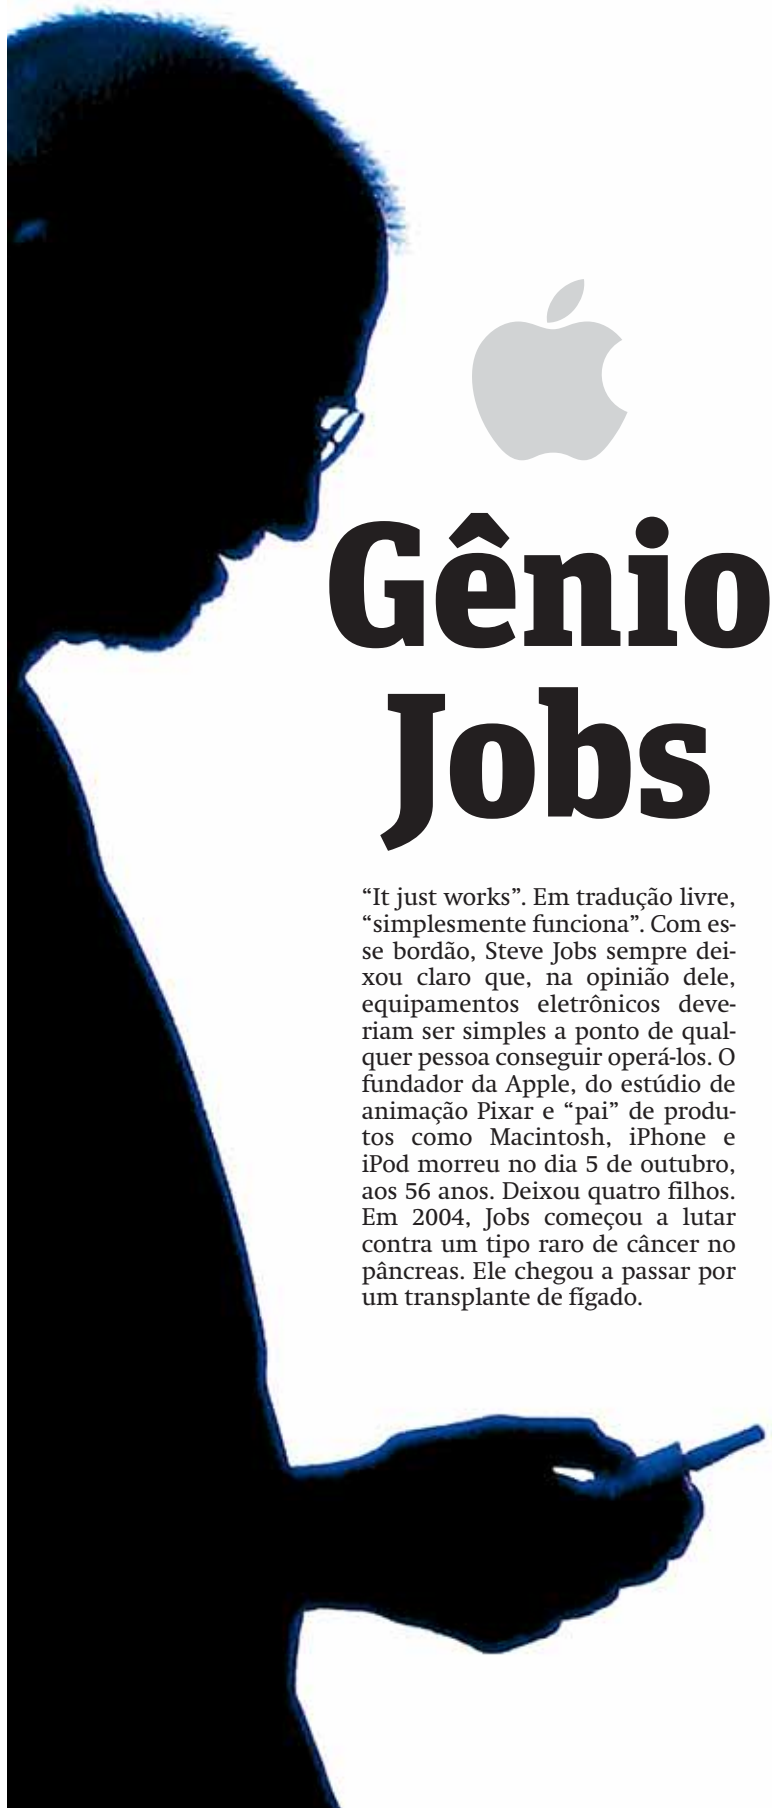 Gênio
Jobs
“It just works”. Em tradução livre,
“simplesmente funciona”. Com es-
se bordão, Steve Jobs sempre dei-
xou claro que, na opinião dele,
equipamentos eletrônicos deve-
riam ser simples a ponto de qual-
quer pessoa conseguir operá-los. O
fundador da Apple, do estúdio de
animação Pixar e “pai” de produ-
tos como Macintosh, iPhone e
iPod morreu no dia 5 de outubro,
aos 56 anos. Deixou quatro filhos.
Em 2004, Jobs começou a lutar
contra um tipo raro de câncer no
pâncreas. Ele chegou a passar por
um transplante de fígado.